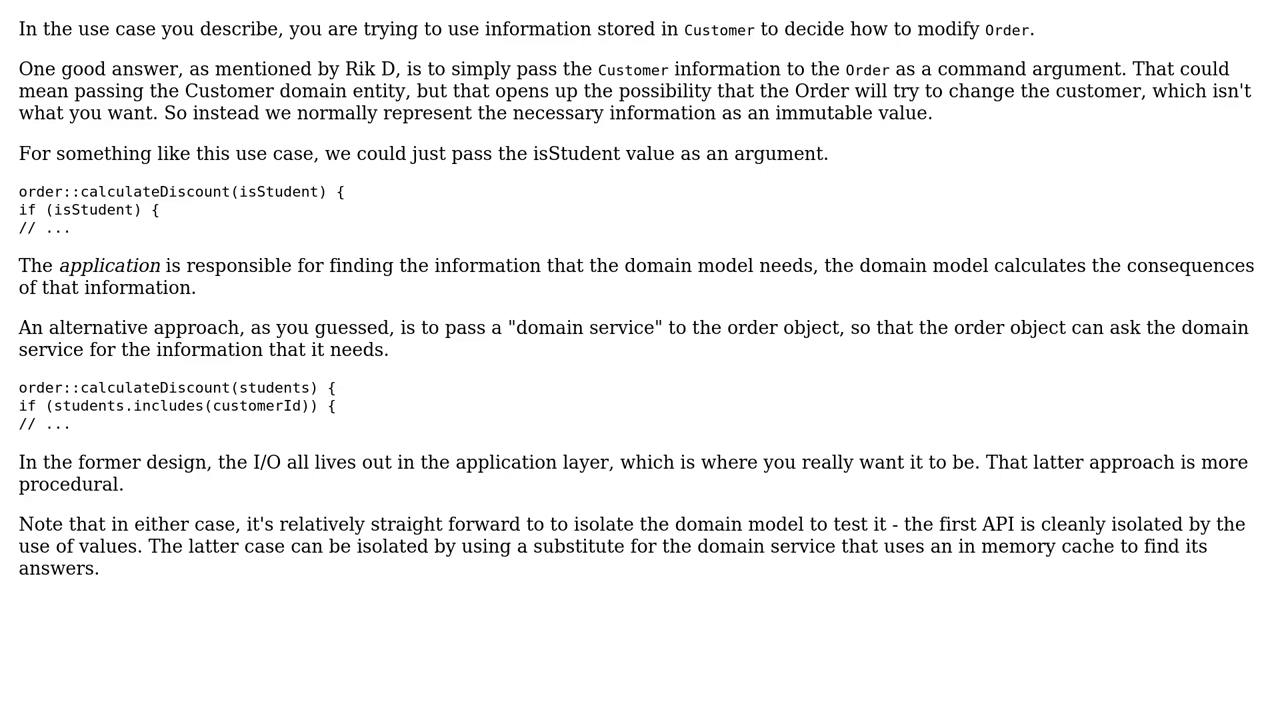 In the use case you describe, you are trying to use information stored in Customer to decide how to modify Order.
One good answer, as mentioned by Rik D, is to simply pass the Customer information to the Order as a command argument. That could
mean passing the Customer domain entity, but that opens up the possibility that the Order will try to change the customer, which isn't
what you want. So instead we normally represent the necessary information as an immutable value.
For something like this use case, we could just pass the isStudent value as an argument.
order::calculateDiscount(isStudent) {
if (isStudent) {
// ...
The application is responsible for finding the information that the domain model needs, the domain model calculates the consequences
of that information.
An alternative approach, as you guessed, is to pass a "domain service" to the order object, so that the order object can ask the domain
service for the information that it needs.
order::calculateDiscount(students) {
if (students.includes(customerId)) {
// ...
In the former design, the I/O all lives out in the application layer, which is where you really want it to be. That latter approach is more
procedural.
Note that in either case, it's relatively straight forward to to isolate the domain model to test it - the first API is cleanly isolated by the
use of values. The latter case can be isolated by using a substitute for the domain service that uses an in memory cache to find its
answers.